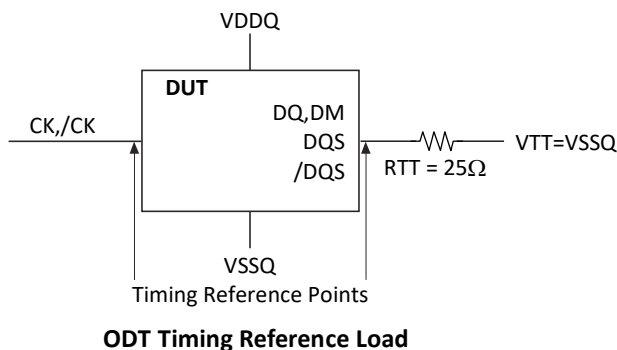 VDDQ
DUT
DQ,DM
CK,/CK
DQS
VTT=VSSQ
/DQS
RTT = 25Ω
VSSQ
Timing Reference Points
ODT Timing Reference Load